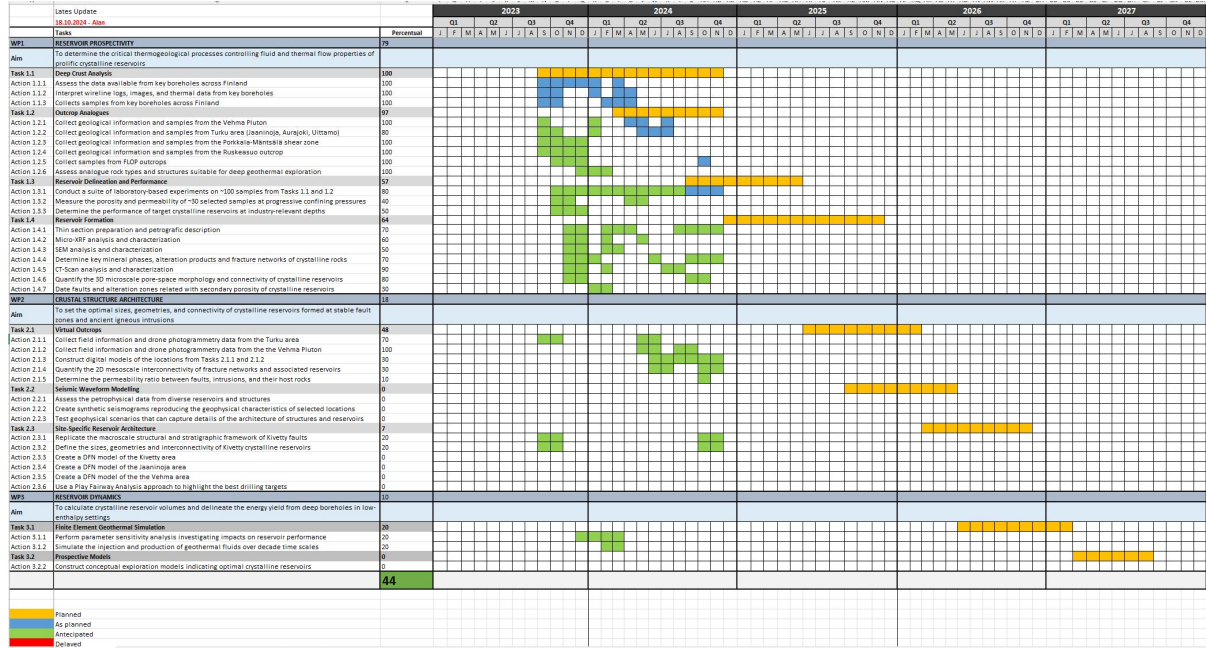 Lates Update 2023 2024 2025 2026 2027
18.10.2024 - Alan Q1 Q2 Q3 Q4 Q1 Q2 Q3 Q4 Q1 Q2 Q3 Q4 Q1 Q2 Q3 Q4 Q1 Q2 Q3
Tasks Percentual J F M A M J J A S O N D J F M A M J J A S O N D J F M A M J J A S O N D J F M A M J J A S O N D J F M A M J J A S
WP1 RESERVOIR PROSPECTIVITY 79
Aim To determine the critical thermogeological processes controlling fluid and thermal flow properties of
prolific crystalline reservoirs
Task 1.1 Deep Crust Analysis 100
Action 1.1.1 Assess the data available from key boreholes across Finland 100
Action 1.1.2 Interpret wireline logs, images, and thermal data from key boreholes 100
Action 1.1.3 Collects samples from key boreholes across Finland 100
Task 1.2 Outcrop Analogues 97
Action 1.2.1 Collect geological information and samples from the Vehma Pluton 100
Action 1.2.2 Collect geological information and samples from Turku area (Jaaninoja, Aurajoki, Uittamo) 80
Action 1.2.3 Collect geological information and samples from the Porkkala-Mäntsälä shear zone 100
Action 1.2.4 Collect geological information and samples from the Ruskeasuo outcrop 100
Action 1.2.5 Collect samples from FLOP outcrops 100
Action 1.2.6 Assess analogue rock types and structures suitable for deep geothermal exploration 100
Task 1.3 Reservoir Delineation and Performance 57
Action 1.3.1 Conduct a suite of laboratory-based experiments on ~100 samples from Tasks 1.1 and 1.2 80
Action 1.3.2 Measure the porosity and permeability of ~30 selected samples at progressive confining pressures 40
Action 1.3.3 Determine the performance of target crystalline reservoirs at industry-relevant depths 50
Task 1.4 Reservoir Formation 64
Action 1.4.1 Thin section preparation and petrografic description 70
Action 1.4.2 Micro-XRF analysis and characterization 60
Action 1.4.3 SEM analysis and characterization 50
Action 1.4.4 Determine key mineral phases, alteration products and fracture networks of crystalline rocks 70
Action 1.4.5 CT-Scan analysis and characterization 90
Action 1.4.6 Quantify the 3D microscale pore-space morphology and connectivity of crystalline reservoirs 80
Action 1.4.7 Date faults and alteration zones related with secondary porosity of crystalline reservoirs 30
WP2 CRUSTAL STRUCTURE ARCHITECTURE 18
Aim To set the optimal sizes, geometries, and connectivity of crystalline reservoirs formed at stable fault
zones and ancient igneous intrusions
Task 2.1 Virtual Outcrops 48
Action 2.1.1 Collect field information and drone photogrammetry data from the Turku area 70
Action 2.1.2 Collect field information and drone photogrammetry data from the the Vehma Pluton 100
Action 2.1.3 Construct digital models of the locations from Tasks 2.1.1 and 2.1.2 30
Action 2.1.4 Quantify the 2D mesoscale interconnectivity of fracture networks and associated reservoirs 30
Action 2.1.5 Determine the permeability ratio between faults, intrusions, and their host rocks 10
Task 2.2 Seismic Waveform Modelling 0
Action 2.2.1 Assess the petrophysical data from diverse reservoirs and structures 0
Action 2.2.2 Create synthetic seismograms reproducing the geophysical characteristics of selected locations 0
Action 2.2.3 Test geophysical scenarios that can capture details of the architecture of structures and reservoirs 0
Task 2.3 Site-Specific Reservoir Architecture 7
Action 2.3.1 Replicate the macroscale structural and stratigraphic framework of Kivetty faults 20
Action 2.3.2 Define the sizes, geometries and interconnectivity of Kivetty crystalline reservoirs 20
Action 2.3.3 Create a DFN model of the Kivetty area 0
Action 2.3.4 Create a DFN model of the Jaaninoja area 0
Action 2.3.5 Create a DFN model of the the Vehma area 0
Action 2.3.6 Use a Play Fairway Analysis approach to highlight the best drilling targets 0
WP3 RESERVOIR DYNAMICS 10
Aim To calculate crystalline reservoir volumes and delineate the energy yield from deep boreholes in low-
enthalpy settings
Task 3.1 Finite Element Geothermal Simulation 20
Action 3.1.1 Perform parameter sensitivity analysis investigating impacts on reservoir performance 20
Action 3.1.2 Simulate the injection and production of geothermal fluids over decade time scales 20
Task 3.2 Prospective Models 0
Action 3.2.2 Construct conceptual exploration models indicating optimal crystalline reservoirs 0
44
Planned
As planned
Antecipated
Delayed